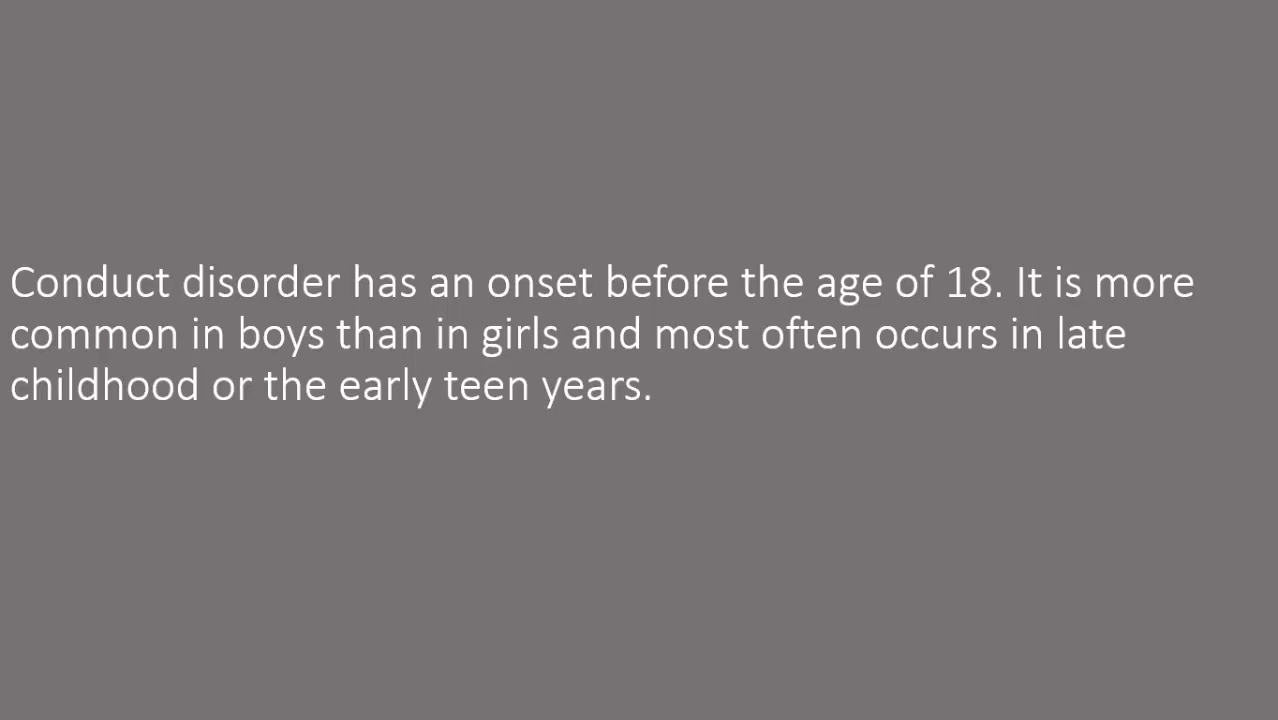 Conduct disorder has an onset before the age of 18. It is more
common in boys than in girls and most often occurs in late
childhood or the early teen years.